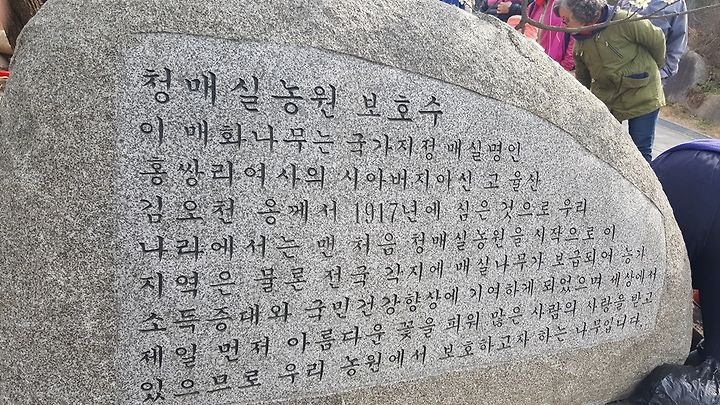 청매실농원 보호수
이 매화나무는 국가지정 매실명인
홍쌍리여사의 시아버지이신 고 율산
김오천 옹께서 1917년에 심은 것으로 우리
나라에서는 맨 처음 청매실농원을 시작으로 이
지역은 물론 전국 각지에 매실나무가 보급되여 농가
소득증대와 국민건강향상에 기여하게 되었으며 세상에서
제일 먼저 아름다운 꽃을 피워 많은 사람의 사랑을 받고
있으므로 우리 농원에서 보호하고자 하는 나무입니다.